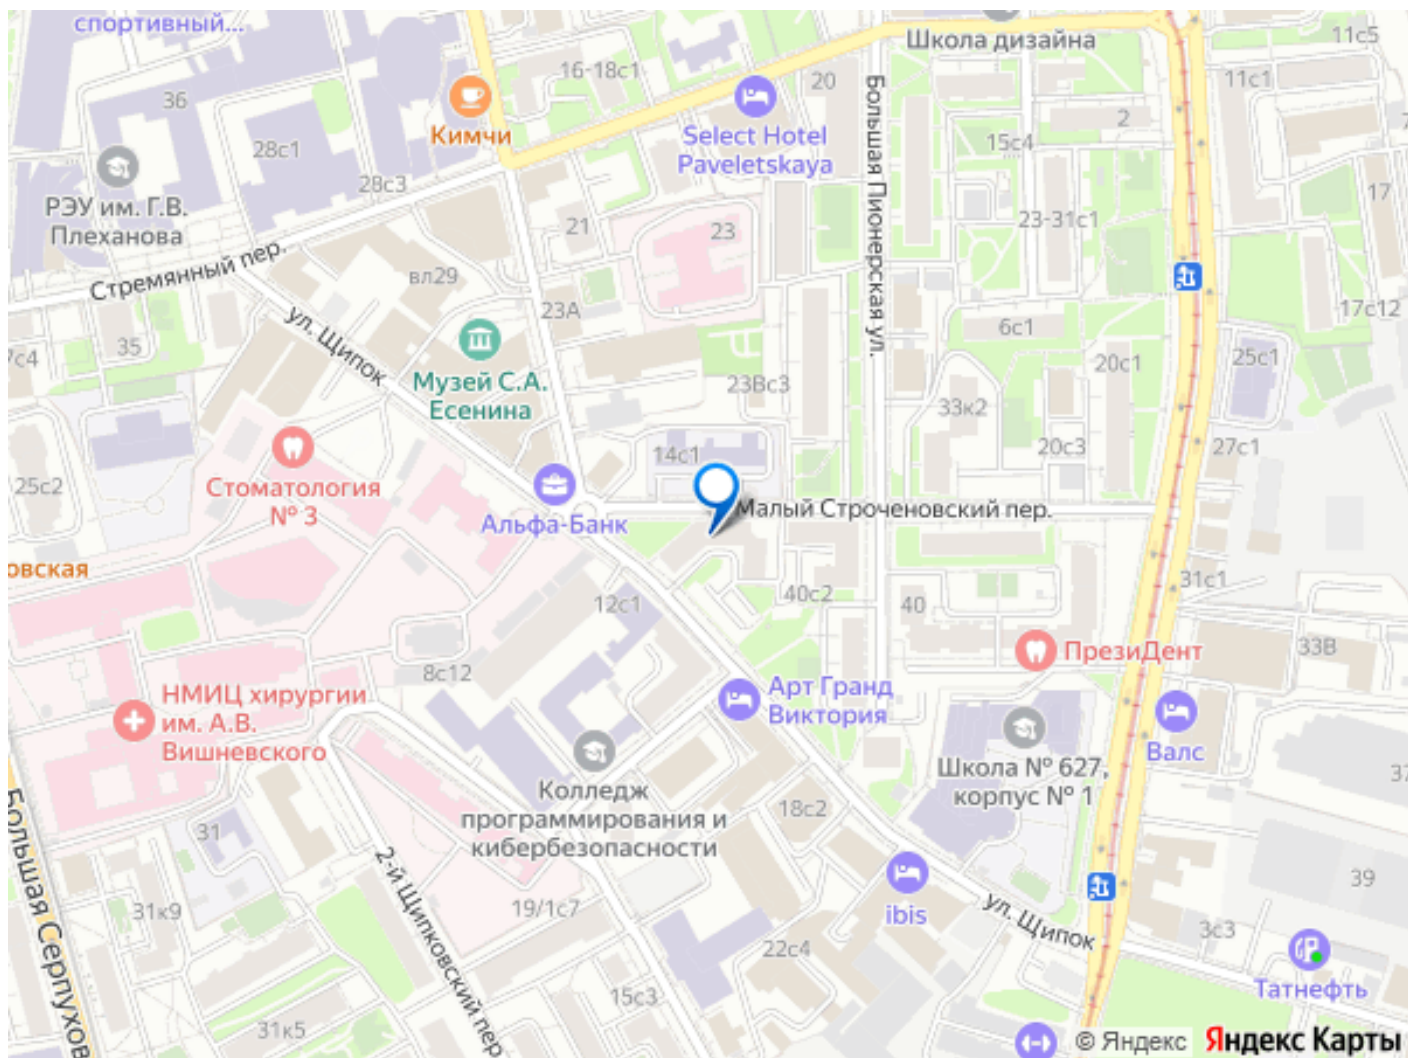 спортивный...
Школа дизайна
11с5
16-18с1
20
11с1
36
Кимчи
Select Hotel
Paveletskaya
Большая Пионерская ул.
2
15с4
28с1
28с3
17
РЭУ им. Г.В.
Плеханова
21
23
23-31с1
Стремянный пер.
вл29
23А
17с12
ул. Щипок
6с1
35
7с4
20с1
25с1
Музей С.А.
Есенина
23Вс3
33к2
20с3
27с1
14с1
Стоматология
№ 3
25с2
Альфа-Банк
Малый Строченовский пер.
овская
31с1
12с1
40с2
40
33В
ПрезиДент
8с12
НМИЦ хирургии
им. А.В.
Вишневского
Арт Гранд
Виктория
Валс
Школа № 627,
корпус № 1
37
Колледж
программирования и
кибербезопасности
18с2
31
Большая Серпухов
2-й Щипковский пер
39
31к9
19/1с7
ibis
ул. Щипок
3с3
22с4
Татнефть
15с3
31к5
© Яндекс Яндекс Карты